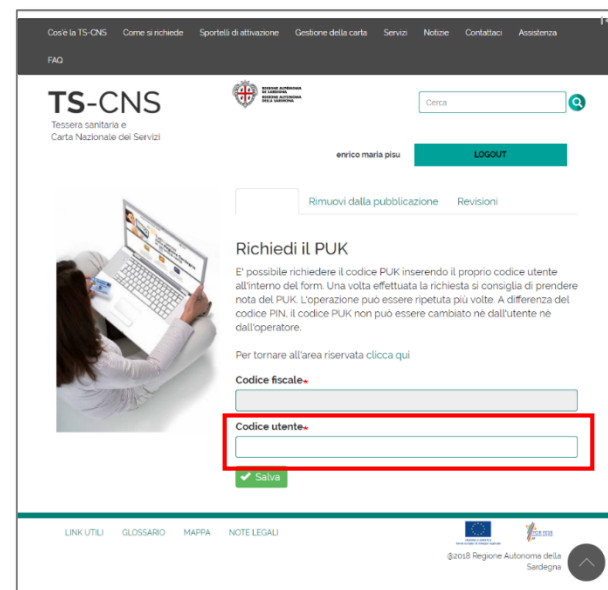 Cos'è la TS-CNS Come si richiede Sportelli di attivazione Gestione della carta Servizi Notizie Contattaci Assistenza
FAQ
TS-CNS
Tessera sanitaria e
Carta Nazionale dei Servizi
REGIONE AUTONOMA
DELLA SARDEGNA
Cerca
enrico maria pisu
LOGOUT
Rimuovi dalla pubblicazione Revisioni
Richiedi il PUK
E' possibile richiedere il codice PUK inserendo il proprio codice utente
all'interno del form. Una volta effettuata la richiesta si consiglia di prendere
nota del PUK. L'operazione può essere ripetuta più volte. A differenza del
codice PIN, il codice PUK non può essere cambiato nè dall'utente nè
dall'operatore.
Per tornare all'area riservata clicca qui
Codice fiscale*
Codice utente*
Salva
LINK UTILI GLOSSARIO MAPPA NOTE LEGALI
@2018 Regione Autonoma della
Sardegna